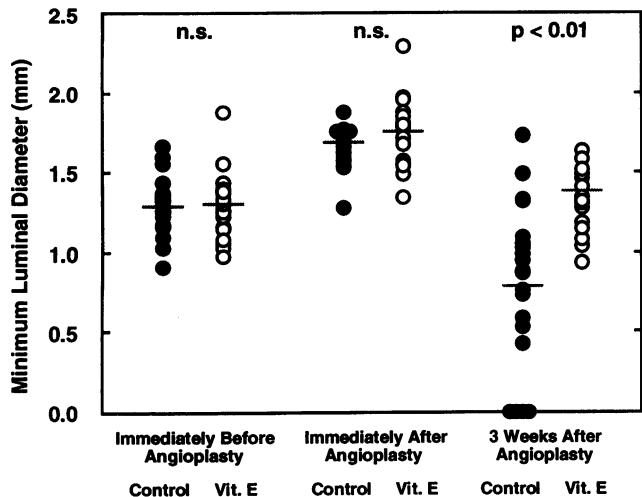 Minimum Luminal Diameter (mm)
2.5
2.0
1.5
1.0
0.5
0.0
n.s.
n.s.
p < 0.01
Immediately Before
Angioplasty
Immediately After
Angioplasty
3 Weeks After
Angioplasty
Control Vit. E
Control Vit. E
Control Vit. E